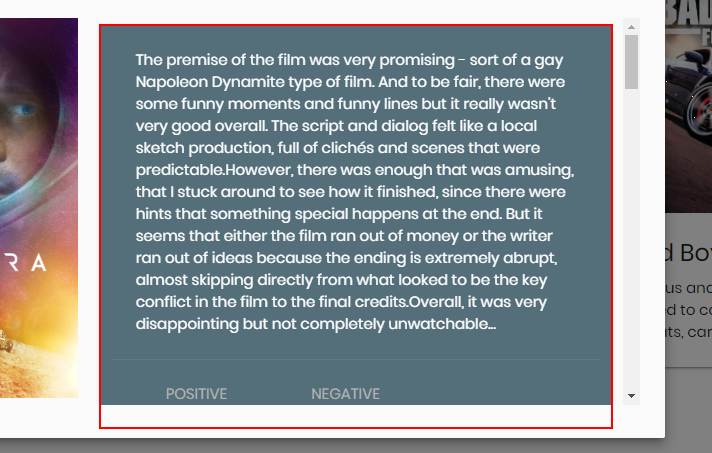 The premise of the film was very promising - sort of a gay
Napoleon Dynamite type of film. And to be fair, there were
some funny moments and funny lines but it really wasn't
very good overall. The script and dialog felt like a local
sketch production, full of clichés and scenes that were
predictable.However, there was enough that was amusing,
that I stuck around to see how it finished, since there were
hints that something special happens at the end. But it
seems that either the film ran out of money or the writer
ran out of ideas because the ending is extremely abrupt,
almost skipping directly from what looked to be the key
conflict in the film to the final credits.Overall, it was very
disappointing but not completely unwatchable...
POSITIVE NEGATIVE
R A
d Bo
us and
d to c
ts, car